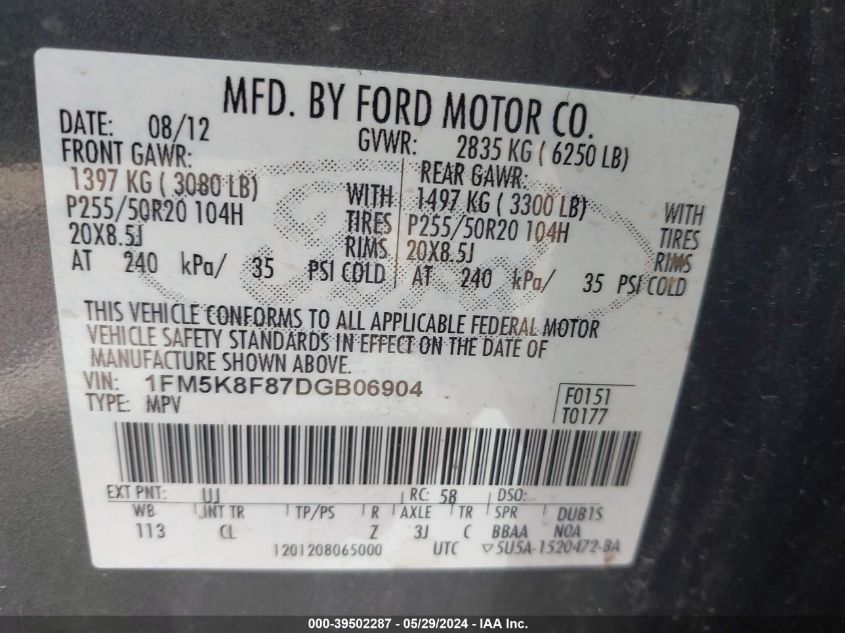 MFD. BY FORD MOTOR CO.
DATE: 08/12 GVWR: 2835 KG ( 6250 LB)
FRONT GAWR: REAR GAWR:
1397 KG ( 3080 LB) WITH 1497 KG ( 3300 LB) WITH
P255/50R20 104H TIRES P255/50R20 104H TIRES
20X8.5J RIMS 20X8.5J RIMS
AT 240 kPa/ 35 PSI COLD AT 240 kPa/ 35 PSI COLD
THIS VEHICLE CONFORMS TO ALL APPLICABLE FEDERAL MOTOR
VEHICLE SAFETY STANDARDS IN EFFECT ON THE DATE OF
MANUFACTURE SHOWN ABOVE.
VIN: 1FM5K8F87DGB06904 F0151
TYPE: MPV T0177
EXT PNT: UJ RC: 58 DSO:
WB INT TR TP/PS R AXLE TR SPR DUB1S
113 CL Z 3J C BBAA N0A
1201208065000 UTC ▽5U5A-1520472-BA
000-39502287 - 05/29/2024 - IAA Inc.